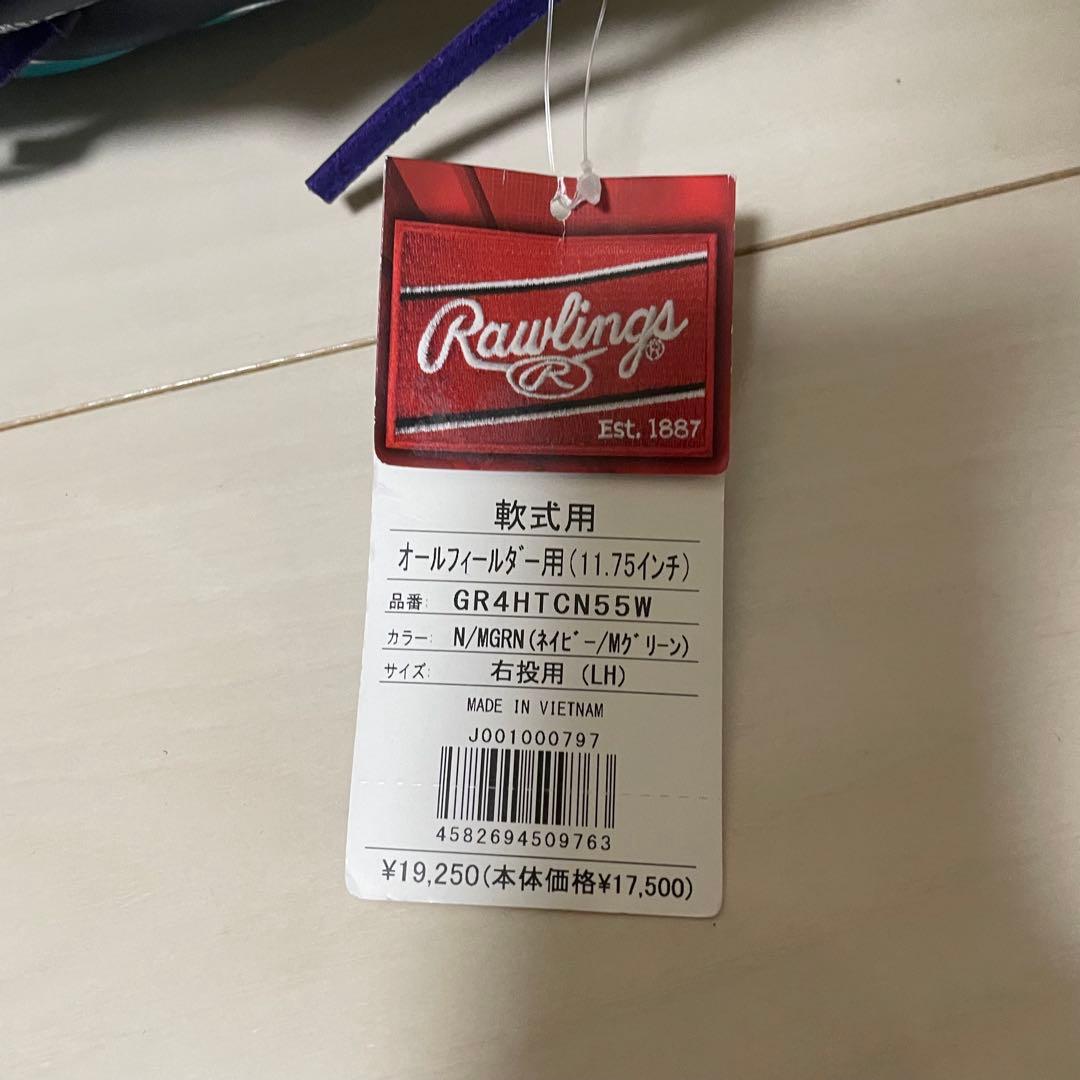 Rawlings®
R
Est. 1887
軟式用
オールフィールダー用(11.75インチ)
品番: GR4HTCN55W
カラー: N/MGRN(ネイビー/Mグリーン)
サイズ: 右投用 (LH)
MADE IN VIETNAM
J001000797
4582694509763
¥19,250(本体価格¥17,500)